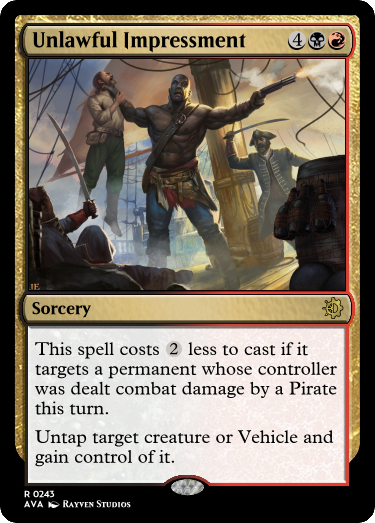 Unlawful Impressment 4
JE
Sorcery
This spell costs 2 less to cast if it
targets a permanent whose controller
was dealt combat damage by a Pirate
this turn.
Untap target creature or Vehicle and
gain control of it.
R 0243
AVA Rayven Studios